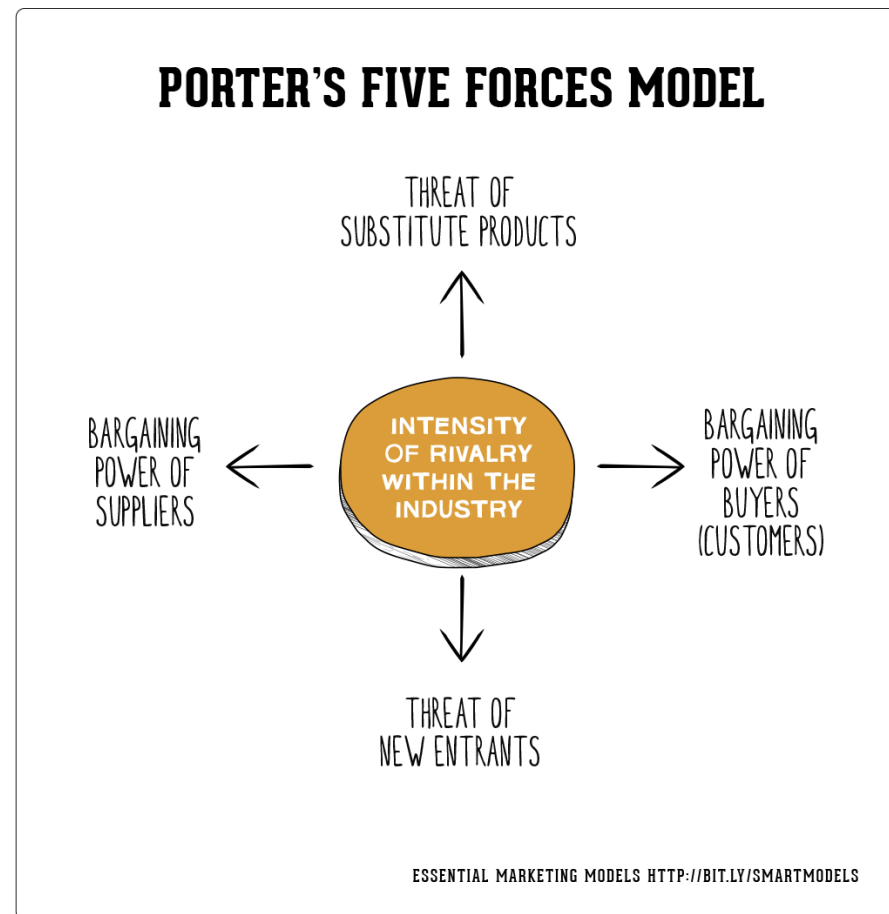 PORTER'S FIVE FORCES MODEL
THREAT OF
SUBSTITUTE PRODUCTS
BARGAINING
POWER OF
SUPPLIERS
INTENSITY
OF RIVALRY
WITHIN THE
INDUSTRY
BARGAINING
POWER OF
BUYERS
(CUSTOMERS)
THREAT OF
NEW ENTRANTS
ESSENTIAL MARKETING MODELS HTTP://BIT.LY/SMARTMODELS